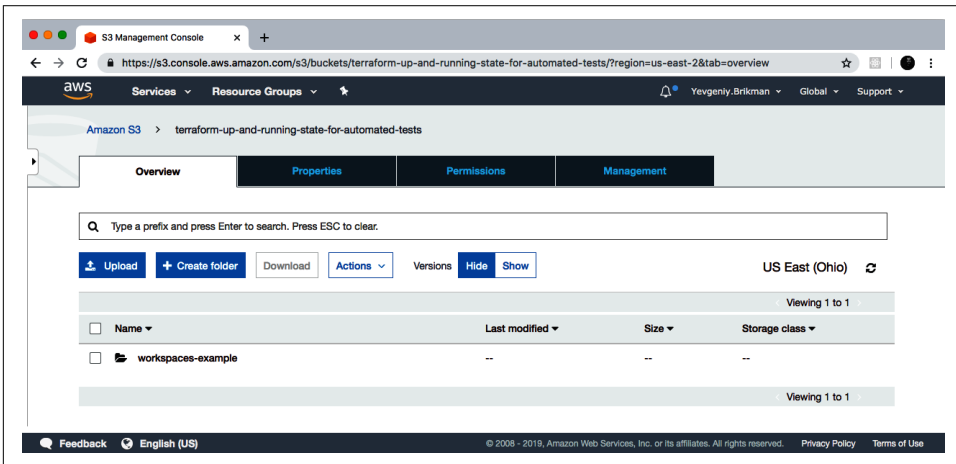 S3 Management Console × +
https://s3.console.aws.amazon.com/s3/buckets/terraform-up-and-running-state-for-automated-tests/?region=us-east-2&tab=overview
aws Services Resource Groups Yevgeniy.Brikman Global Support
Amazon S3 > terraform-up-and-running-state-for-automated-tests
Overview Properties Permissions Management
Type a prefix and press Enter to search. Press ESC to clear.
Upload + Create folder Download Actions Versions Hide Show US East (Ohio)
Viewing 1 to 1
Name Last modified Size Storage class
workspaces-example -- -- --
Viewing 1 to 1
Feedback English (US) © 2008 - 2019, Amazon Web Services, Inc. or its affiliates. All rights reserved. Privacy Policy Terms of Use